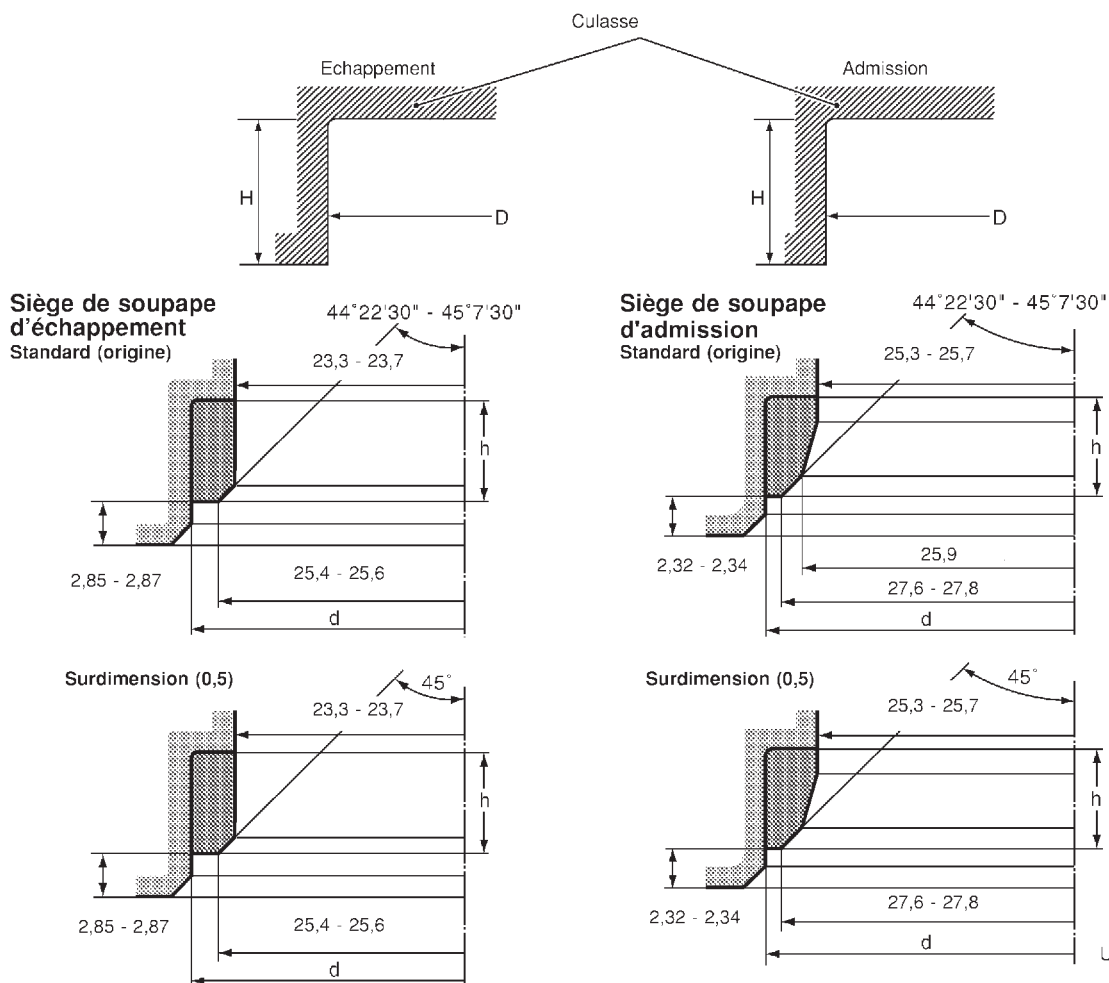 Culasse
Echappement
Admission
H
D
H
D
Siège de soupape
d'échappement
Standard (origine)
44°22'30" - 45°7'30"
23,3 - 23,7
h
2,85 - 2,87
25,4 - 25,6
d
Siège de soupape
d'admission
Standard (origine)
44°22'30" - 45°7'30"
25,3 - 25,7
h
2,32 - 2,34
25,9
27,6 - 27,8
d
Surdimension (0,5)
45°
23,3 - 23,7
h
2,85 - 2,87
25,4 - 25,6
d
Surdimension (0,5)
45°
25,3 - 25,7
h
2,32 - 2,34
27,6 - 27,8
d